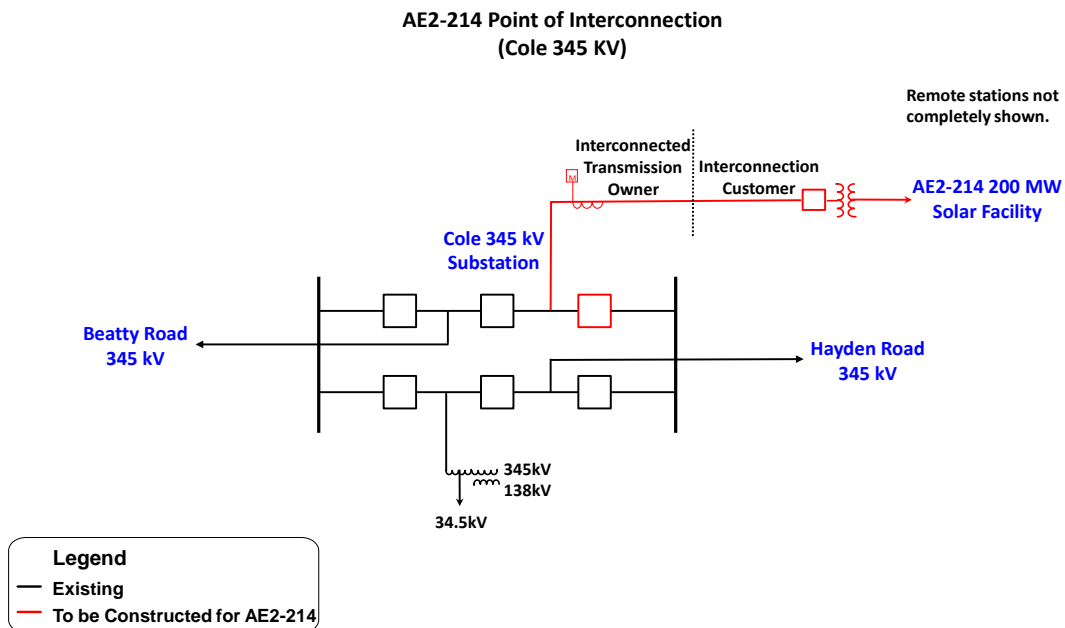 AE2-214 Point of Interconnection
(Cole 345 KV)
Remote stations not
completely shown.
Interconnected
Transmission
Owner
Interconnection
Customer
M
AE2-214 200 MW
Solar Facility
Cole 345 kV
Substation
Beatty Road
345 kV
Hayden Road
345 kV
345kV
138kV
34.5kV
Legend
Existing
To be Constructed for AE2-214